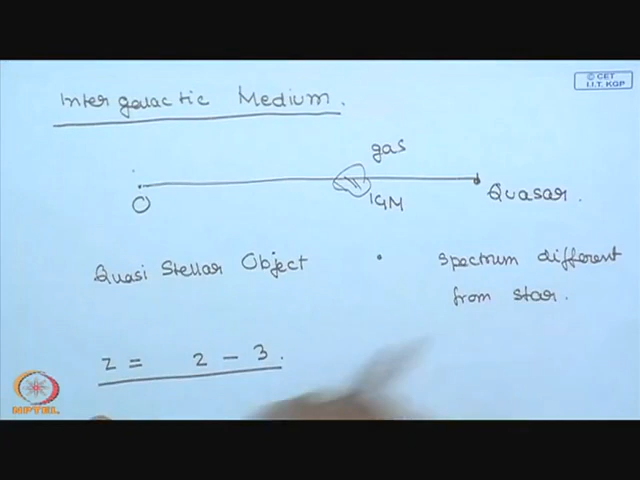 Intergalactic Medium.
© CET
I.I.T. KGP
gas
O
IGM
Quasar.
Quasi Stellar Object
• spectrum different
from star.
z = 2 - 3.
NPTEL